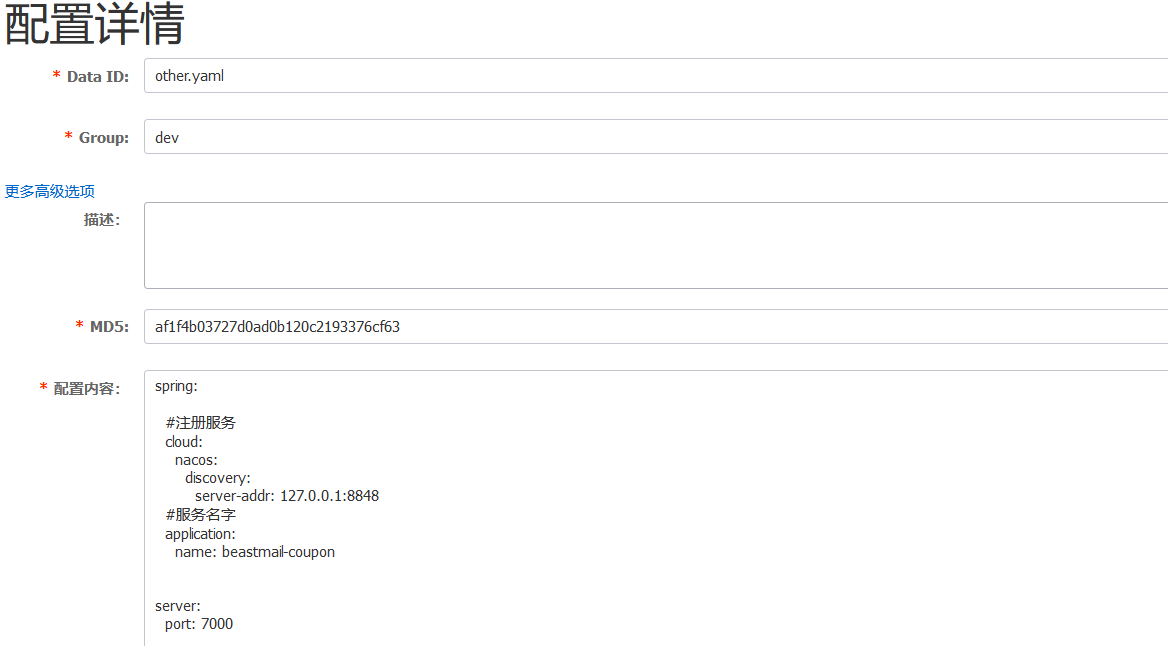 配置详情
* Data ID: other.yaml
* Group: dev
更多高级选项
描述:
* MD5: af1f4b03727d0ad0b120c2193376cf63
* 配置内容: spring:
#注册服务
cloud:
nacos:
discovery:
server-addr: 127.0.0.1:8848
#服务名字
application:
name: beastmail-coupon
server:
port: 7000